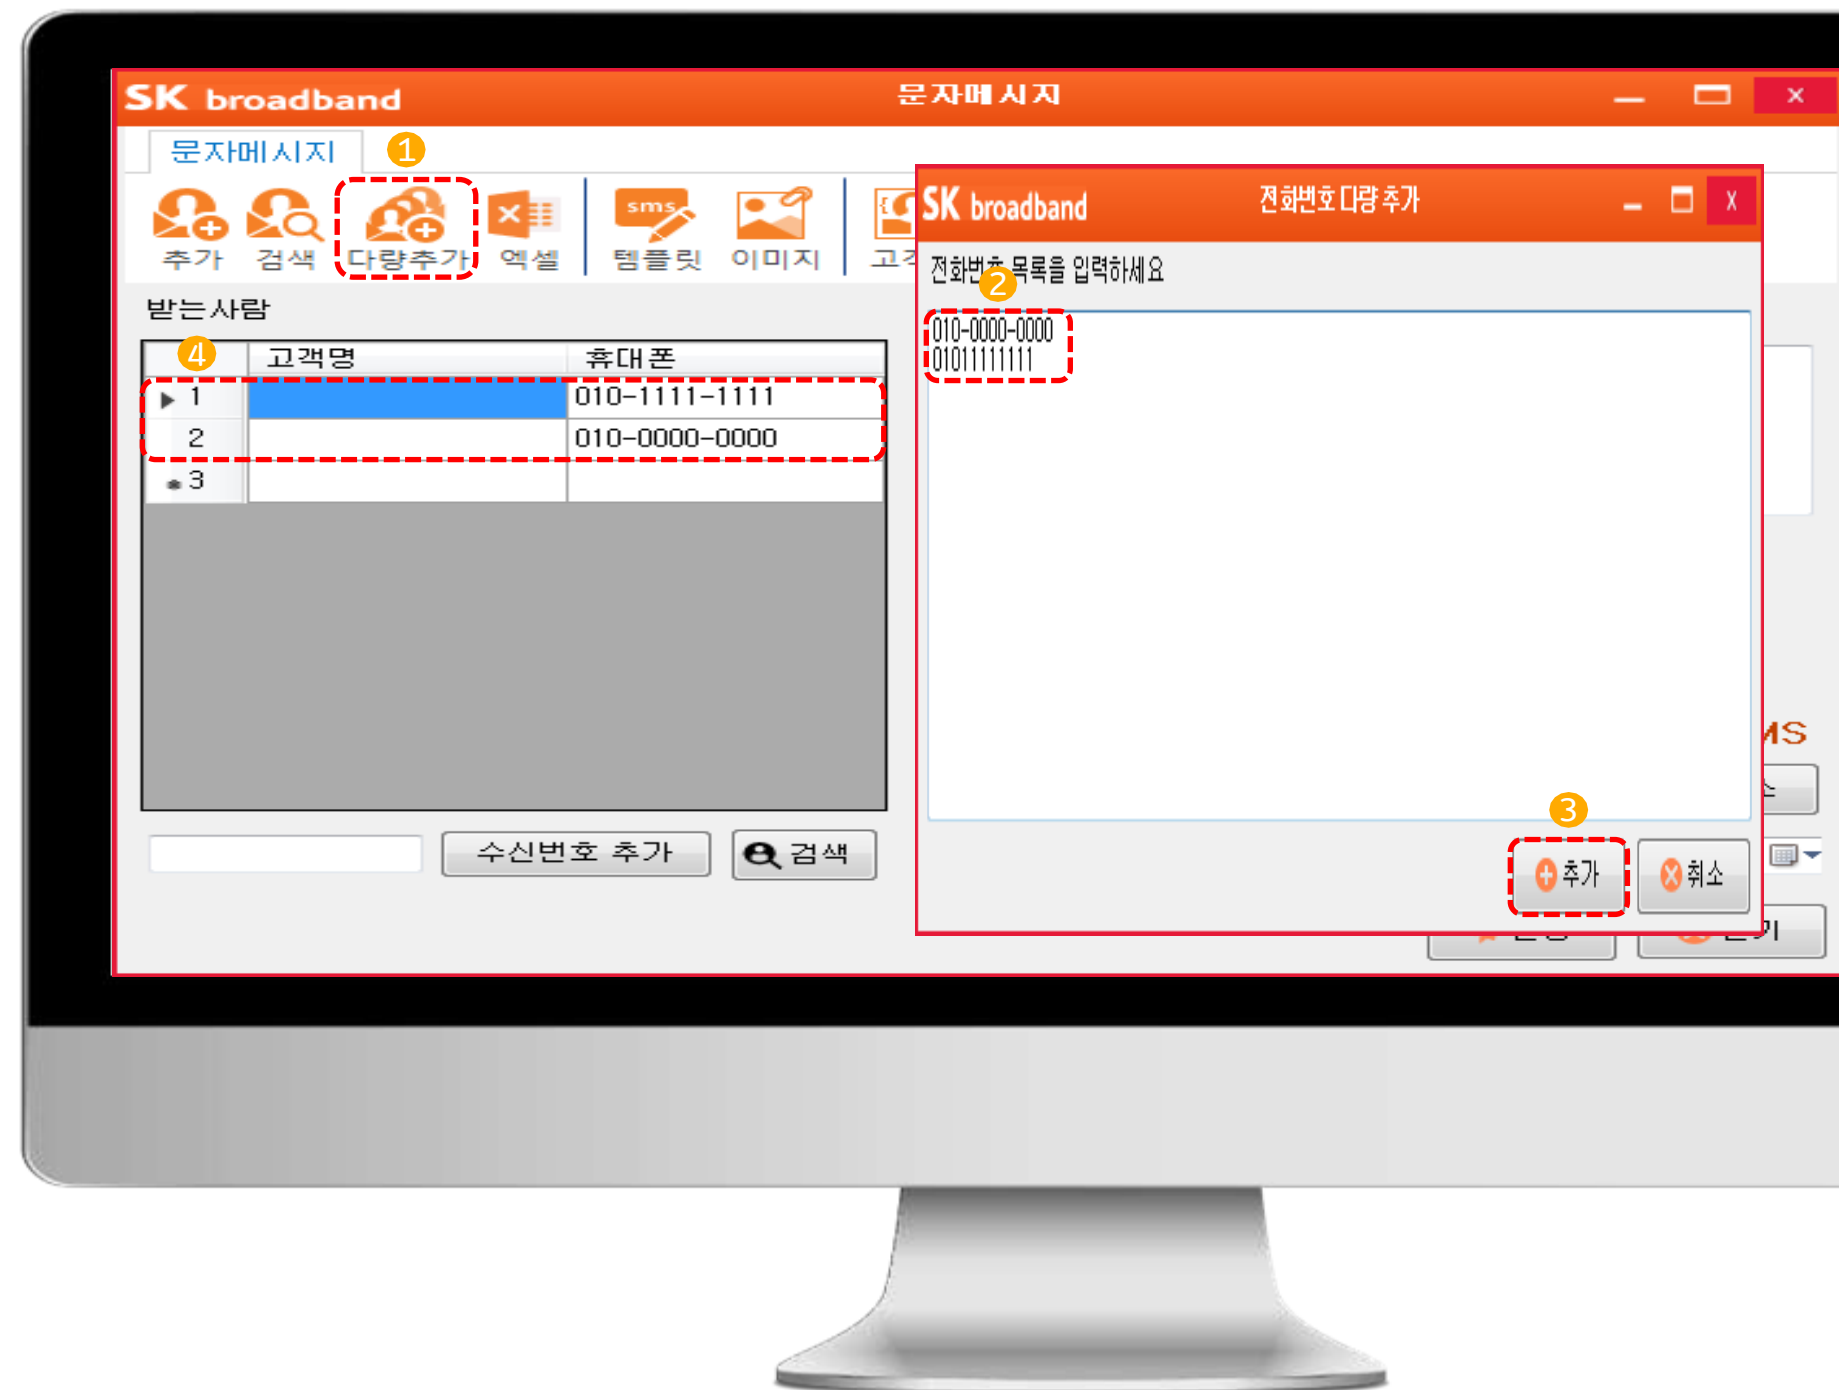 SK broadband 문자메시지
문자메시지
1
추가 검색 다량추가 엑셀 sms 템플릿 이미지
받는사람
4 고객명 휴대폰
1 010-1111-1111
2 010-0000-0000
3
수신번호 추가 검색
SK broadband 전화번호 다량 추가
전화번호 목록을 입력하세요
2
010-0000-0000
01011111111
3
추가 취소